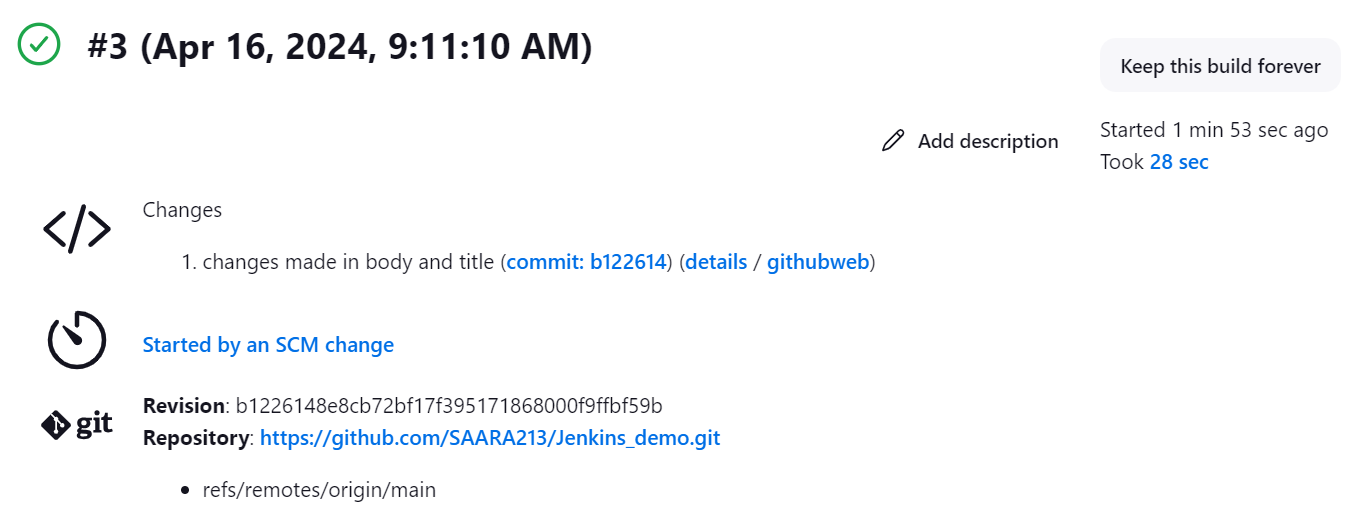 #3 (Apr 16, 2024, 9:11:10 AM)
Keep this build forever
Add description
Started 1 min 53 sec ago
Took 28 sec
Changes
1. changes made in body and title (commit: b122614) (details / githubweb)
Started by an SCM change
git
Revision: b1226148e8cb72bf17f395171868000f9ffbf59b
Repository: https://github.com/SAARA213/Jenkins_demo.git
• refs/remotes/origin/main